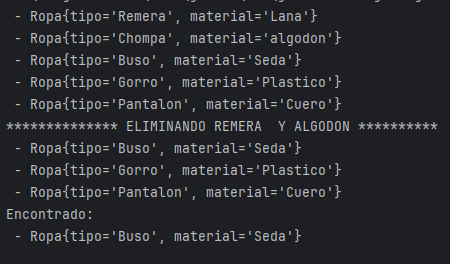 - Ropa{tipo='Remera', material='Lana'}
- Ropa{tipo='Chompa', material='algodon'}
- Ropa{tipo='Buso', material='Seda'}
- Ropa{tipo='Gorro', material='Plastico'}
- Ropa{tipo='Pantalon', material='Cuero'}
************** ELIMINANDO REMERA  Y ALGODON **********
- Ropa{tipo='Buso', material='Seda'}
- Ropa{tipo='Gorro', material='Plastico'}
- Ropa{tipo='Pantalon', material='Cuero'}
Encontrado:
- Ropa{tipo='Buso', material='Seda'}